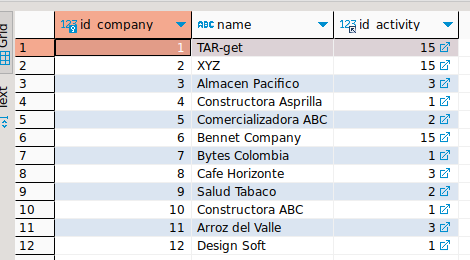 Grid
Text
123 id_company ABC name 123 id_activity
1 1 TAR-get 15
2 2 XYZ 15
3 3 Almacen Pacifico 3
4 4 Constructora Asprilla 1
5 5 Comercializadora ABC 2
6 6 Bennet Company 15
7 7 Bytes Colombia 1
8 8 Cafe Horizonte 3
9 9 Salud Tabaco 2
10 10 Constructora ABC 1
11 11 Arroz del Valle 3
12 12 Design Soft 1